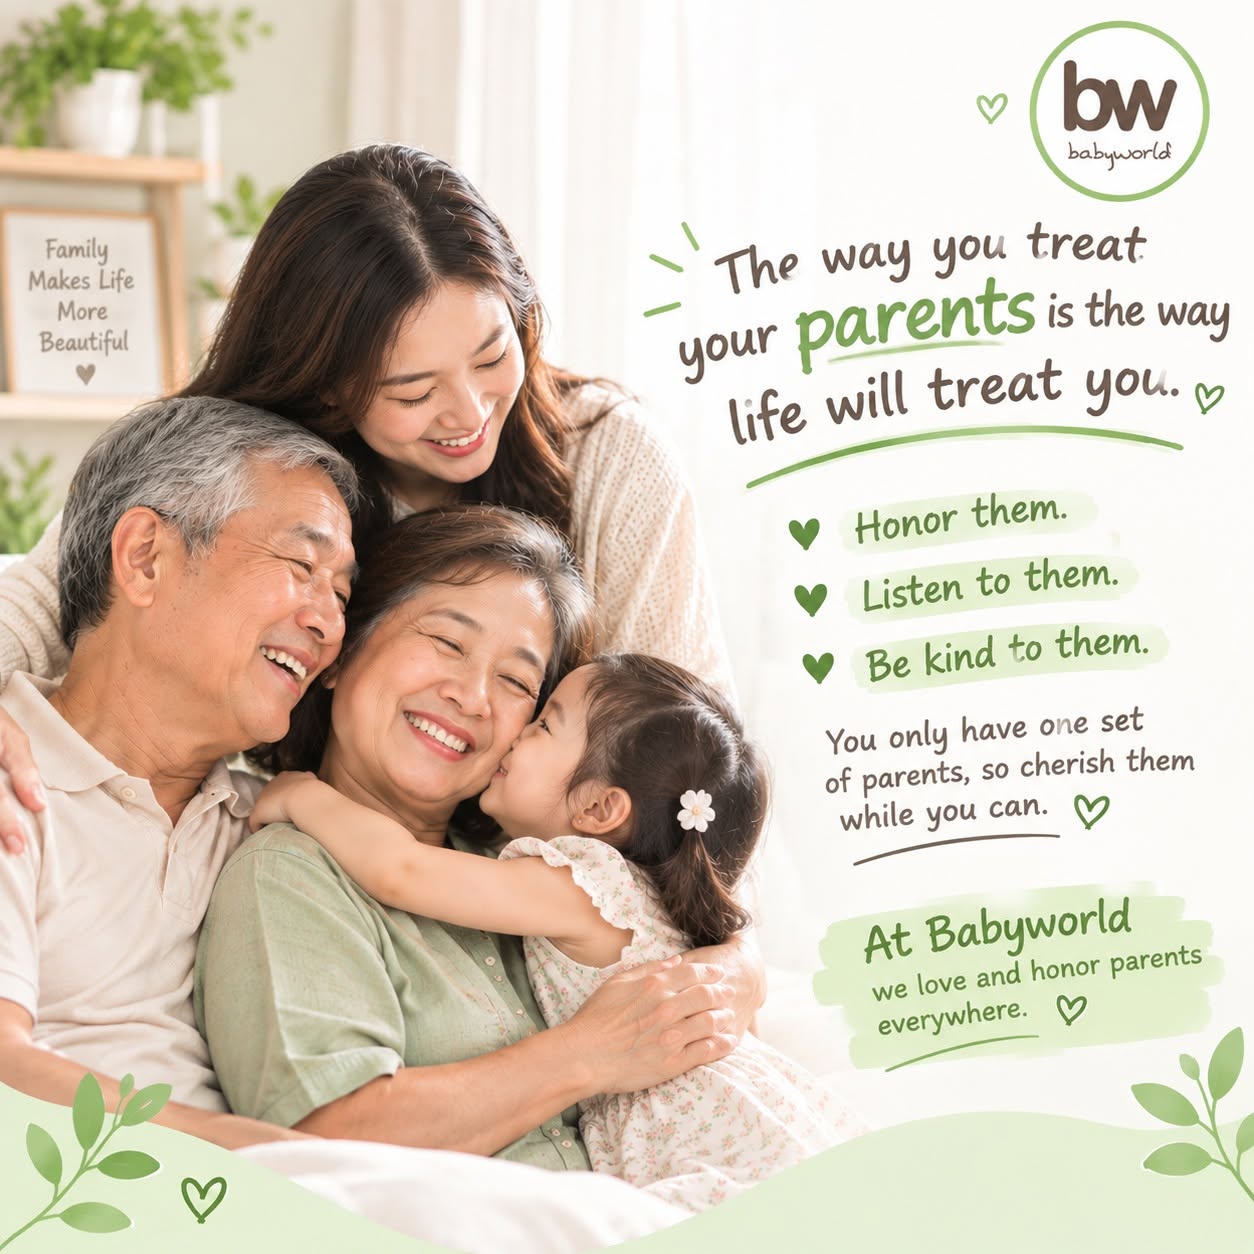 bw
babyworld
Family
Makes Life
More
Beautiful
The way you treat
your parents is the way
life will treat you.
Honor them.
Listen to them.
Be kind to them.
You only have one set
of parents, so cherish them
while you can.
At Babyworld
we love and honor parents
everywhere.